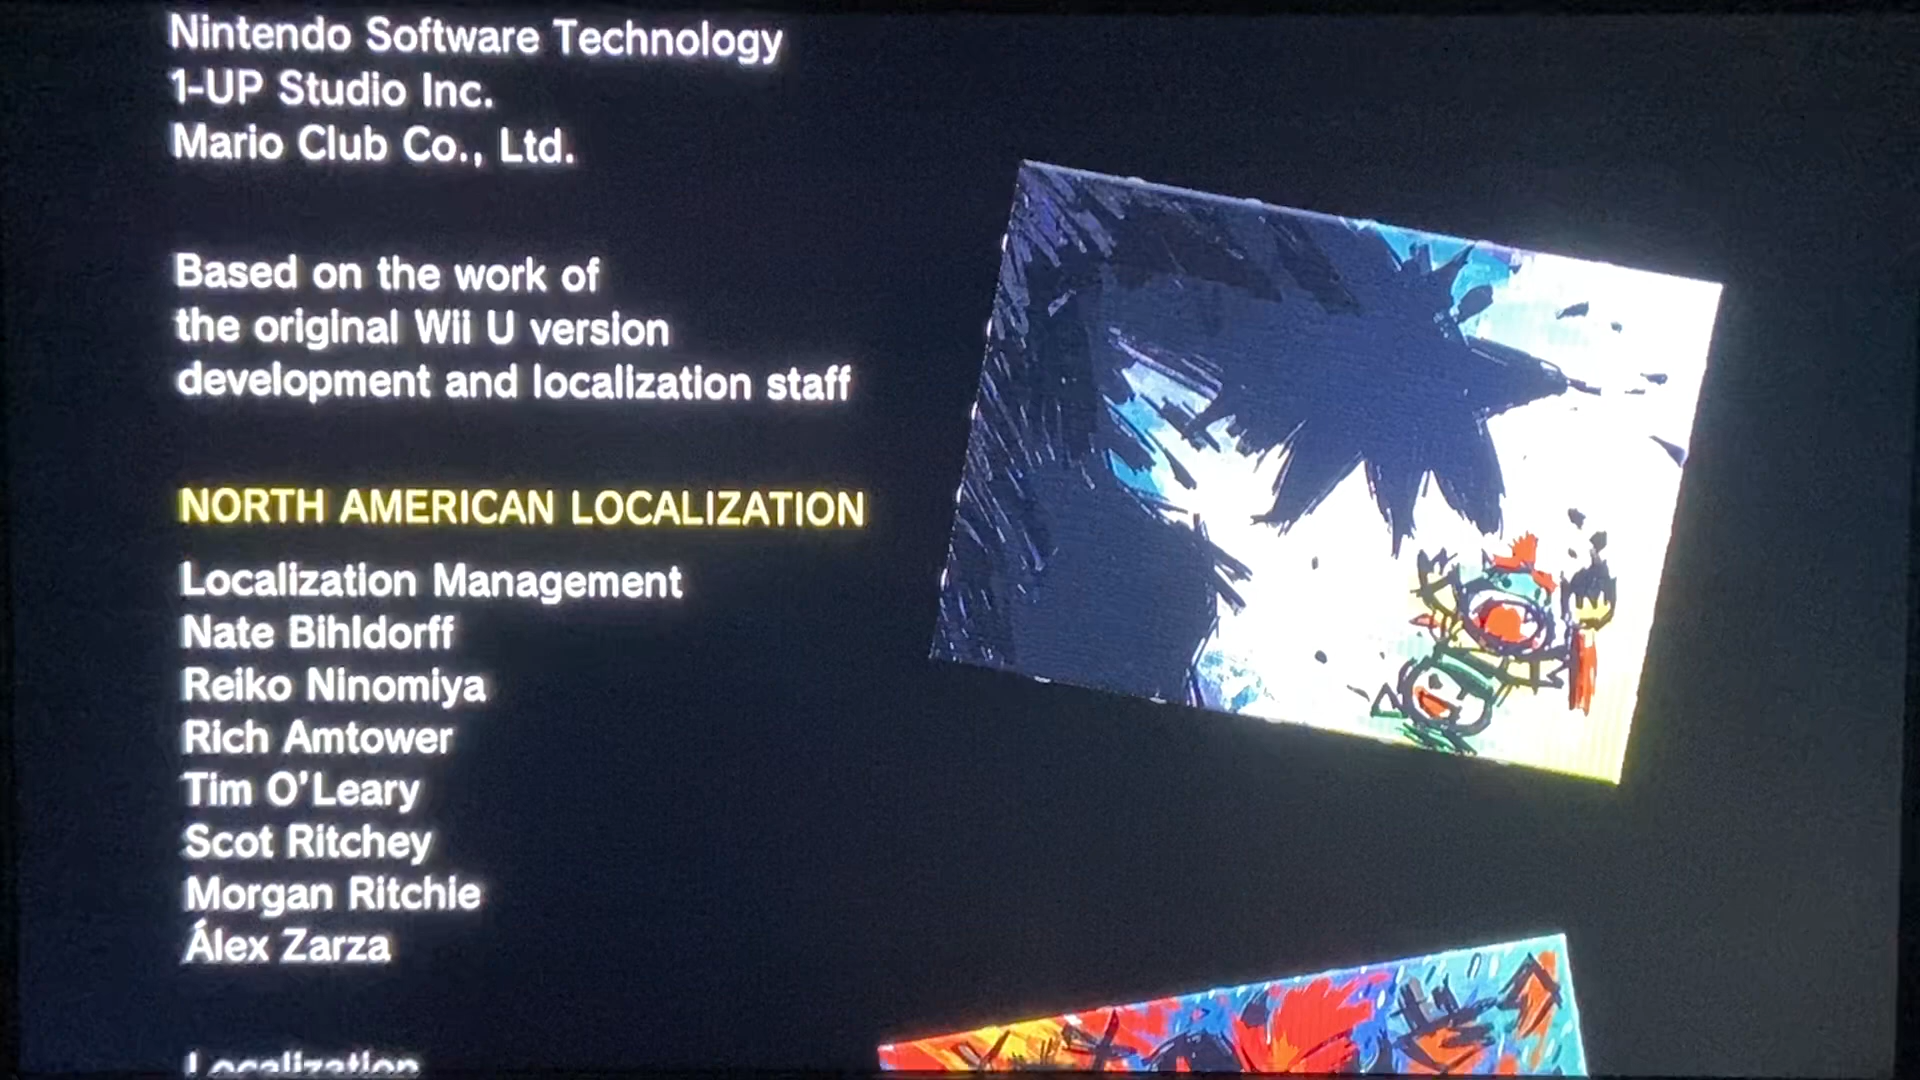 Nintendo Software Technology
1-UP Studio Inc.
Mario Club Co., Ltd.
Based on the work of
the original Wii U version
development and localization staff
NORTH AMERICAN LOCALIZATION
Localization Management
Nate Bihldorff
Reiko Ninomiya
Rich Amtower
Tim O'Leary
Scot Ritchey
Morgan Ritchie
Álex Zarza
Localization